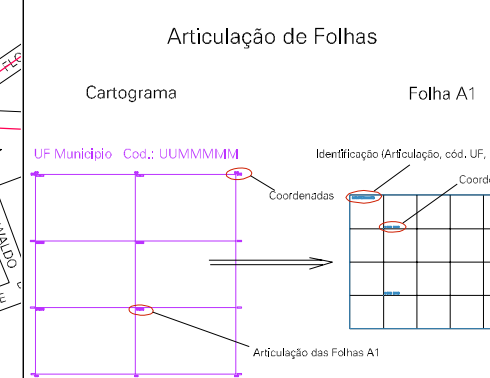 Articulação de Folhas
Cartograma
Folha A1
UF Municipio Cod.: UUMMMMM
Identificação (Articulação, cód. UF,
Coordenadas
Articulação das Folhas A1